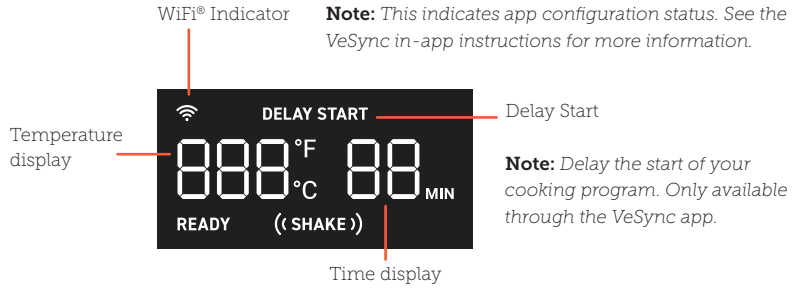 WiFi® Indicator
Note: This indicates app configuration status. See the
VeSync in-app instructions for more information.
DELAY START
Delay Start
Temperature
display
888 °F
°C
88 MIN
Note: Delay the start of your
cooking program. Only available
through the VeSync app.
READY ((SHAKE))
Time display